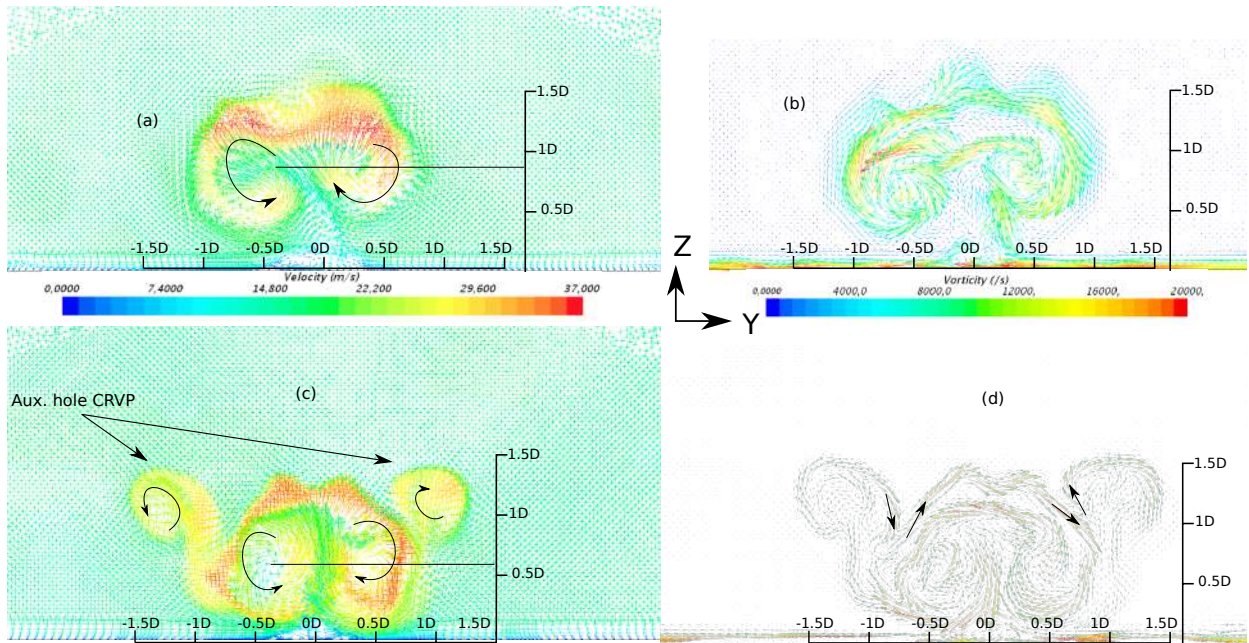 (a)
1.5D
1D
0.5D
-1.5D -1D -0.5D 0D 0.5D 1D 1.5D
Velocity (m/s)
0,0000 7,4000 14,800 22,200 29,600 37,000
(b)
1.5D
1D
0.5D
-1.5D -1D -0.5D 0D 0.5D 1D 1.5D
Vorticity (/s)
0,0000 4000,0 8000,0 12000, 16000, 20000,
Z
Y
(c)
Aux. hole CRVP
1.5D
1D
0.5D
-1.5D -1D -0.5D 0D 0.5D 1D 1.5D
(d)
1.5D
1D
0.5D
-1.5D -1D -0.5D 0D 0.5D 1D 1.5D